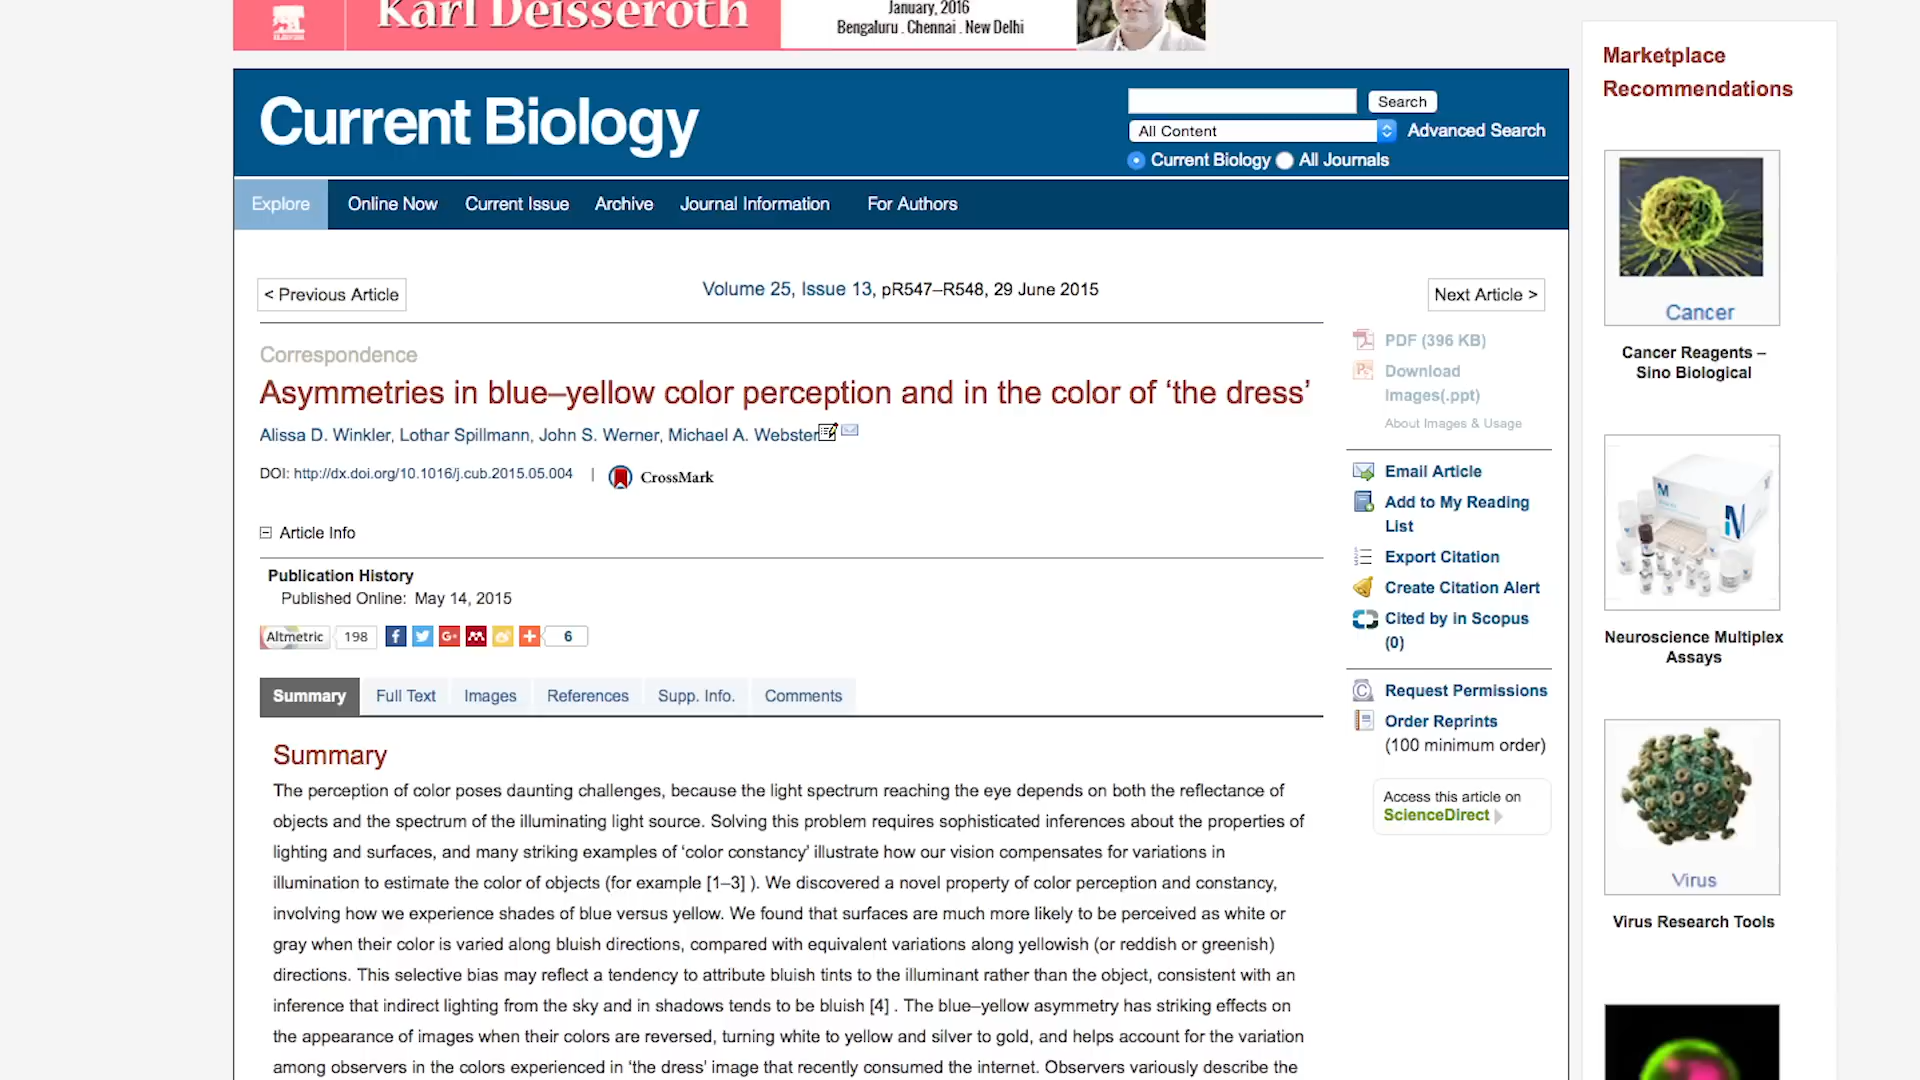 Karl Deisseroth
January, 2016
Bengaluru . Chennai . New Delhi
Current Biology
Search
All Content
Advanced Search
Current Biology All Journals
Explore Online Now Current Issue Archive Journal Information For Authors
< Previous Article
Volume 25, Issue 13, pR547–R548, 29 June 2015
Next Article >
Correspondence
Asymmetries in blue–yellow color perception and in the color of ‘the dress’
Alissa D. Winkler, Lothar Spillmann, John S. Werner, Michael A. Webster
DOI: http://dx.doi.org/10.1016/j.cub.2015.05.004 | CrossMark
Article Info
Publication History
Published Online: May 14, 2015
Altmetric 198 6
Summary Full Text Images References Supp. Info. Comments
Summary
The perception of color poses daunting challenges, because the light spectrum reaching the eye depends on both the reflectance of
objects and the spectrum of the illuminating light source. Solving this problem requires sophisticated inferences about the properties of
lighting and surfaces, and many striking examples of ‘color constancy’ illustrate how our vision compensates for variations in
illumination to estimate the color of objects (for example [1–3] ). We discovered a novel property of color perception and constancy,
involving how we experience shades of blue versus yellow. We found that surfaces are much more likely to be perceived as white or
gray when their color is varied along bluish directions, compared with equivalent variations along yellowish (or reddish or greenish)
directions. This selective bias may reflect a tendency to attribute bluish tints to the illuminant rather than the object, consistent with an
inference that indirect lighting from the sky and in shadows tends to be bluish [4] . The blue–yellow asymmetry has striking effects on
the appearance of images when their colors are reversed, turning white to yellow and silver to gold, and helps account for the variation
among observers in the colors experienced in ‘the dress’ image that recently consumed the internet. Observers variously describe the
PDF (396 KB)
Download
Images(.ppt)
About Images & Usage
Email Article
Add to My Reading
List
Export Citation
Create Citation Alert
Cited by in Scopus
(0)
Request Permissions
Order Reprints
(100 minimum order)
Access this article on
ScienceDirect
Marketplace
Recommendations
Cancer
Cancer Reagents –
Sino Biological
M
Neuroscience Multiplex
Assays
Virus
Virus Research Tools